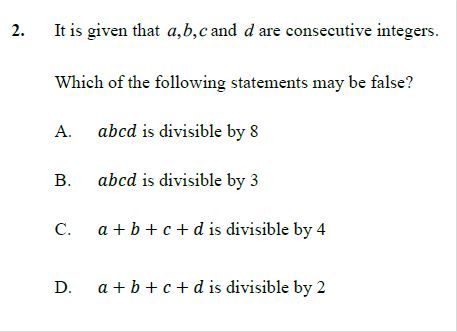 2. It is given that a,b,c and d are consecutive integers.
Which of the following statements may be false?
A. abcd is divisible by 8
B. abcd is divisible by 3
C. a + b + c + d is divisible by 4
D. a + b + c + d is divisible by 2